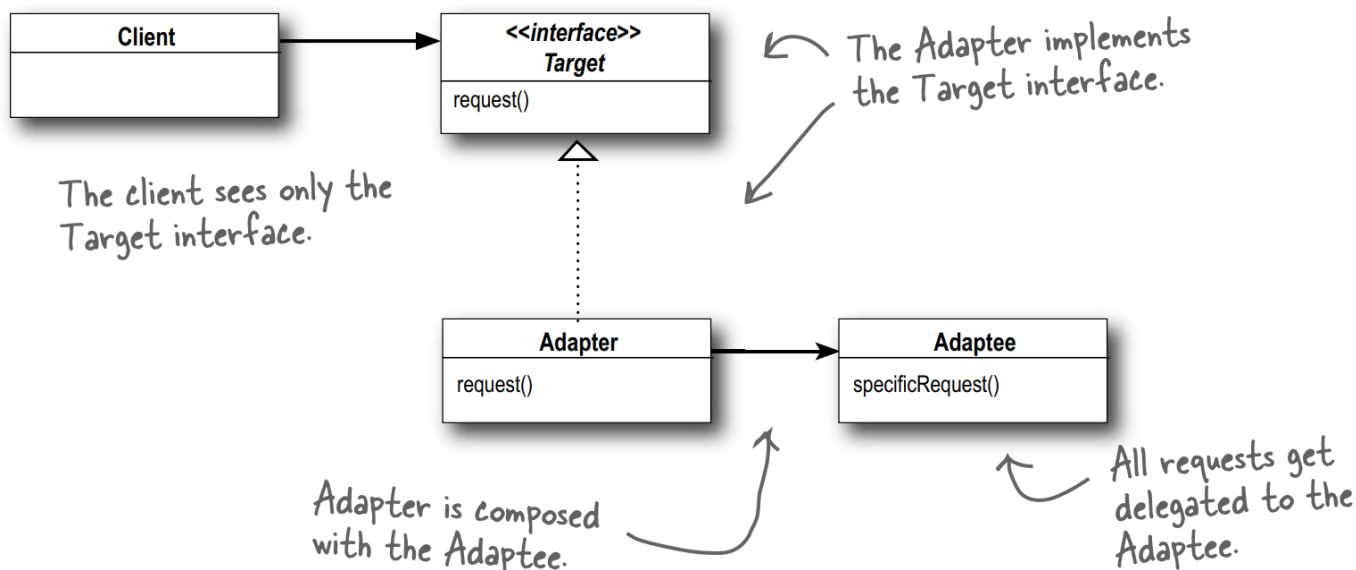 Client
<<interface>>
Target
request()
The Adapter implements
the Target interface.
The client sees only the
Target interface.
Adapter
request()
Adaptee
specificRequest()
Adapter is composed
with the Adaptee.
All requests get
delegated to the
Adaptee.